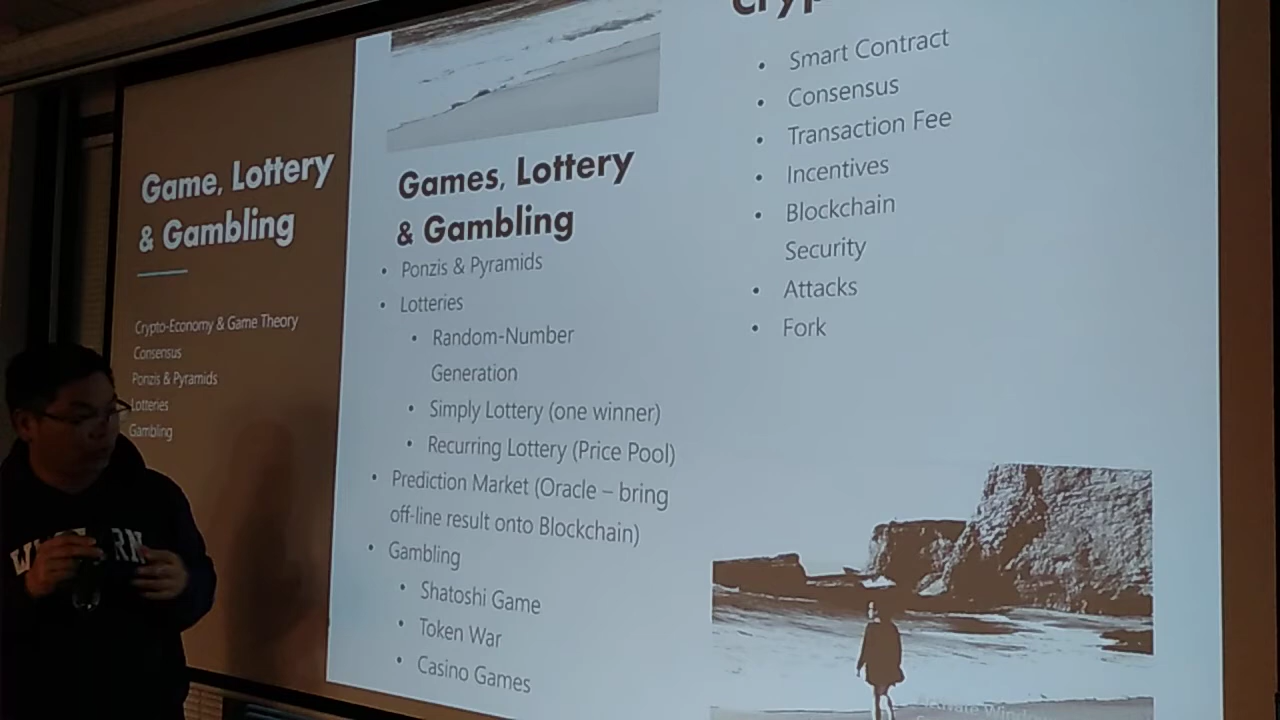 Game, Lottery
& Gambling
Crypto-Economy & Game Theory
Consensus
Ponzis & Pyramids
Lotteries
Gambling
Games, Lottery
& Gambling
• Ponzis & Pyramids
• Lotteries
• Random-Number
Generation
• Simply Lottery (one winner)
• Recurring Lottery (Price Pool)
• Prediction Market (Oracle – bring
off-line result onto Blockchain)
• Gambling
• Shatoshi Game
• Token War
• Casino Games
• Smart Contract
• Consensus
• Transaction Fee
• Incentives
• Blockchain
Security
• Attacks
• Fork